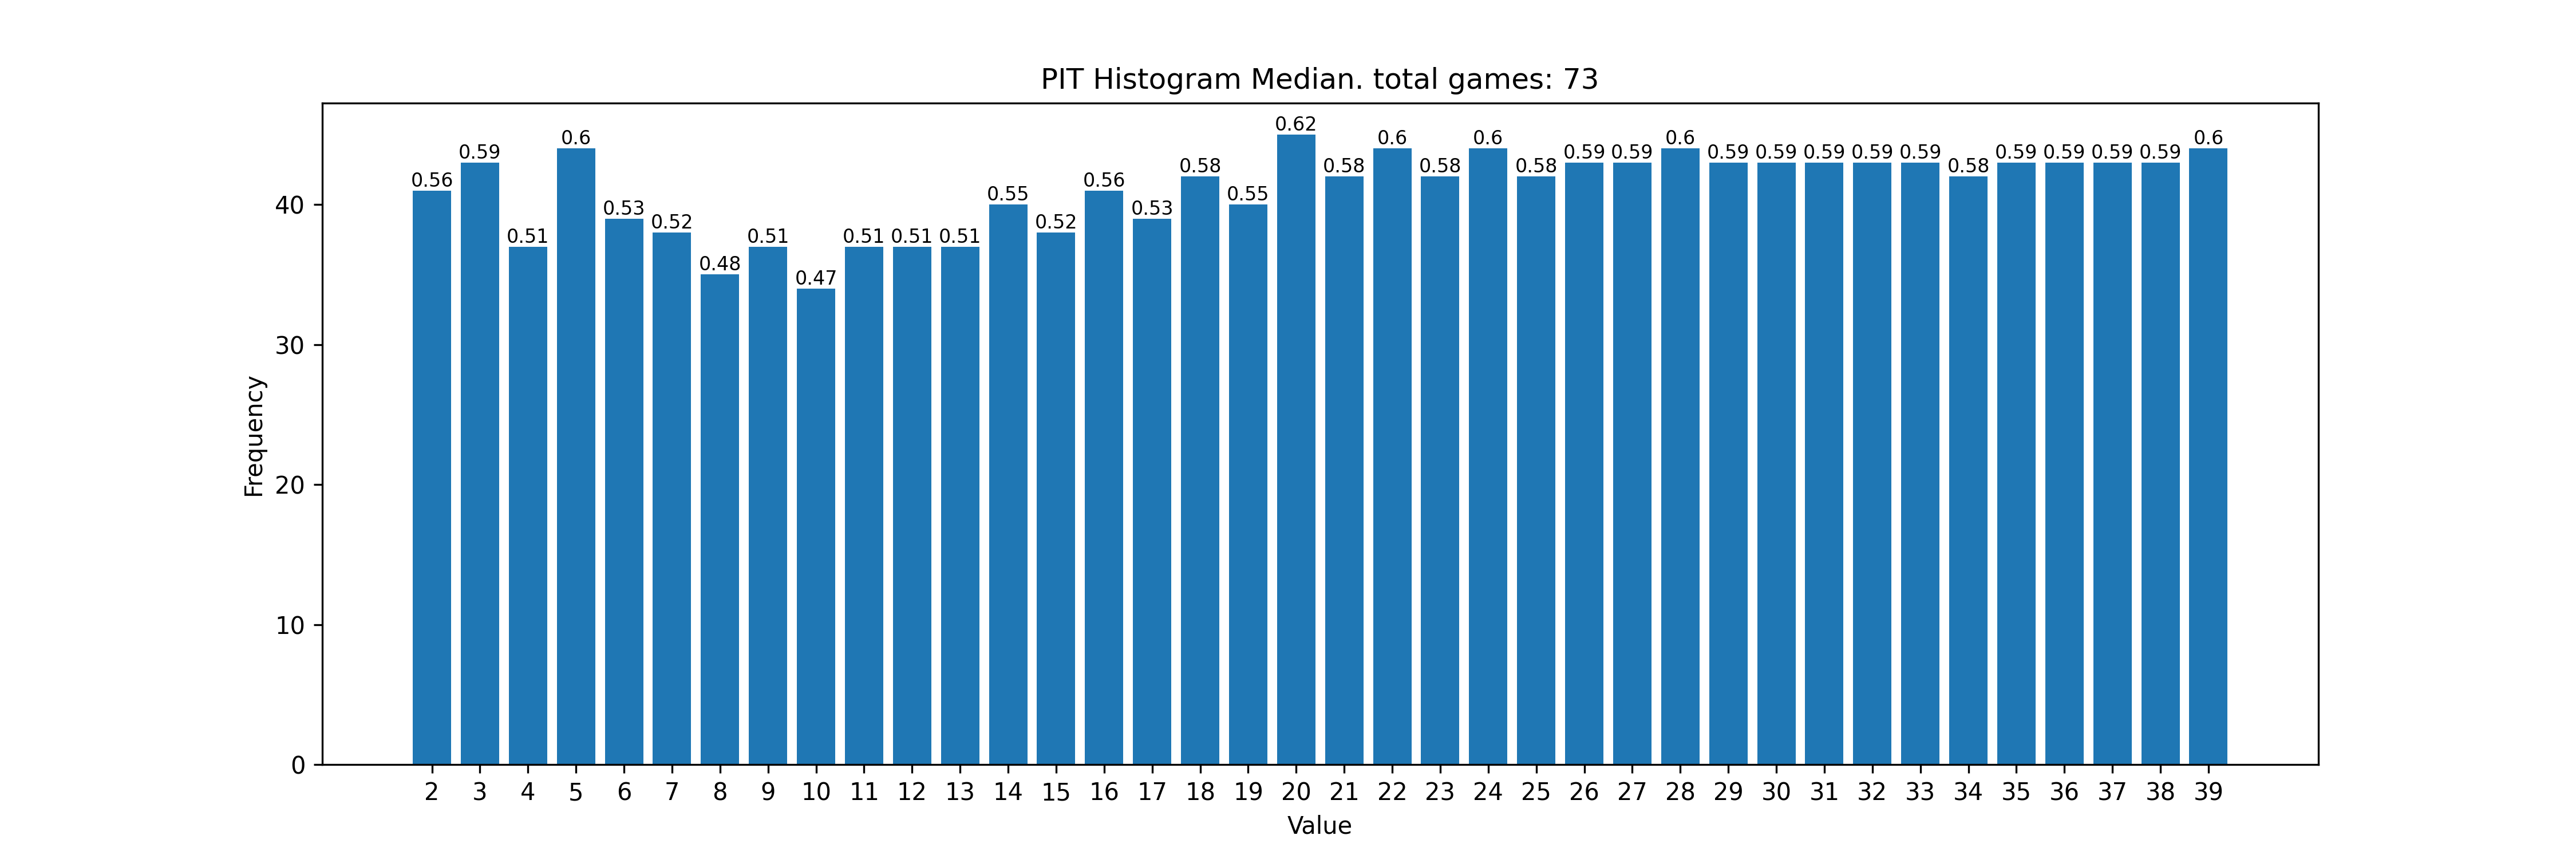 PIT Histogram Median. total games: 73
0.56 0.59 0.51 0.6 0.53 0.52 0.48 0.51 0.47 0.51 0.51 0.51 0.55 0.52 0.56 0.53 0.58 0.55 0.62 0.58 0.6 0.58 0.6 0.58 0.59 0.59 0.6 0.59 0.59 0.59 0.59 0.59 0.58 0.59 0.59 0.59 0.59 0.6
40
30
20
10
0
Frequency
2 3 4 5 6 7 8 9 10 11 12 13 14 15 16 17 18 19 20 21 22 23 24 25 26 27 28 29 30 31 32 33 34 35 36 37 38 39
Value